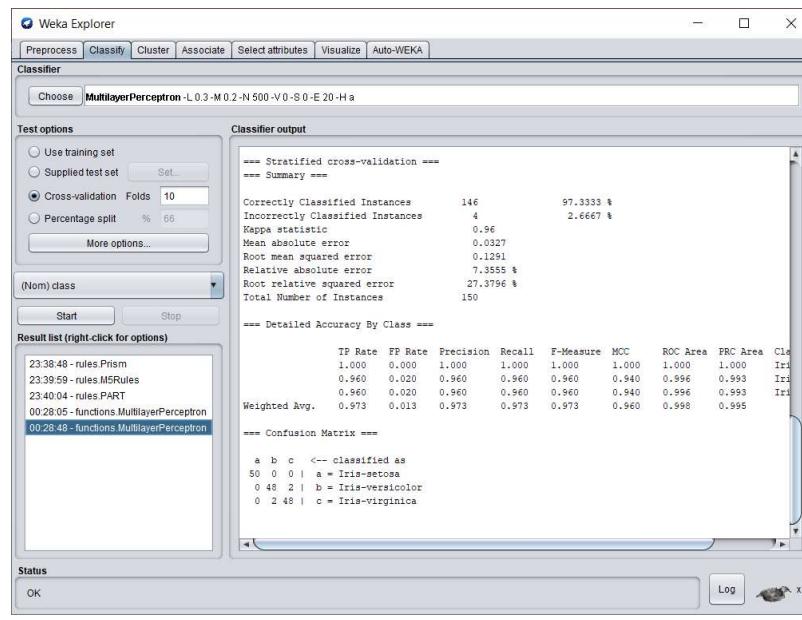 Weka Explorer
Preprocess Classify Cluster Associate Select attributes Visualize Auto-WEKA
Classifier
Choose MultilayerPerceptron -L 0.3 -M 0.2 -N 500 -V 0 -S 0 -E 20 -H a
Test options
Use training set
Supplied test set Set...
Cross-validation Folds 10
Percentage split % 66
More options...
(Nom) class
Start Stop
Result list (right-click for options)
23:38:48 - rules.Prism
23:39:59 - rules.M5Rules
23:40:04 - rules.PART
00:28:05 - functions.MultilayerPerceptron
00:28:48 - functions.MultilayerPerceptron
Classifier output
=== Stratified cross-validation ===
=== Summary ===
Correctly Classified Instances 146 97.3333 %
Incorrectly Classified Instances 4 2.6667 %
Kappa statistic 0.96
Mean absolute error 0.0327
Root mean squared error 0.1291
Relative absolute error 7.3555 %
Root relative squared error 27.3796 %
Total Number of Instances 150
=== Detailed Accuracy By Class ===
TP Rate FP Rate Precision Recall F-Measure MCC ROC Area PRC Area Cla
1.000 0.000 1.000 1.000 1.000 1.000 1.000 1.000 Iri
0.960 0.020 0.960 0.960 0.960 0.940 0.996 0.993 Iri
0.960 0.020 0.960 0.960 0.960 0.940 0.996 0.993 Iri
Weighted Avg. 0.973 0.013 0.973 0.973 0.973 0.960 0.998 0.995
=== Confusion Matrix ===
a b c <-- classified as
50 0 0 | a = Iris-setosa
0 48 2 | b = Iris-versicolor
0 2 48 | c = Iris-virginica
Status
OK
Log
x